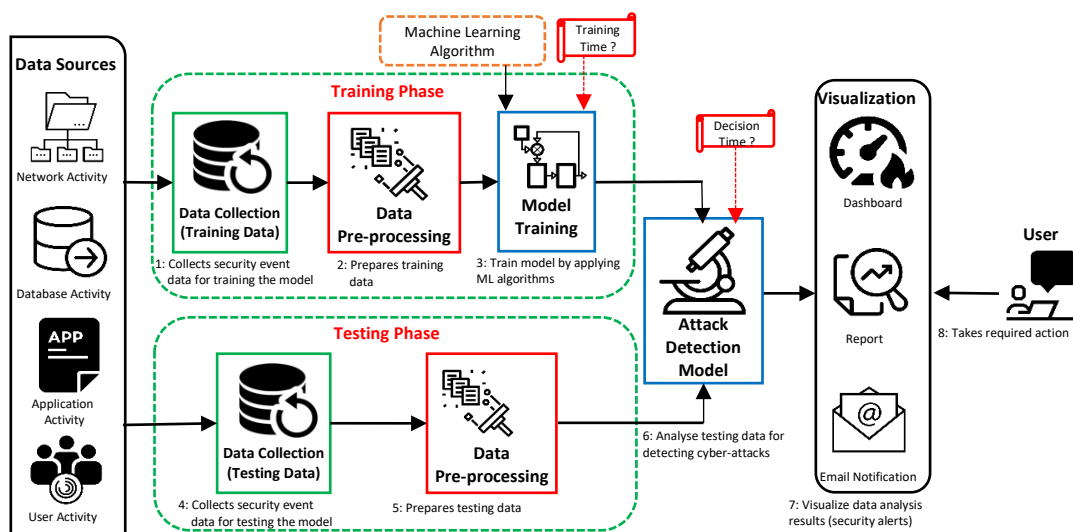 Data Sources
Network Activity
Database Activity
APP
Application
Activity
User Activity
Machine Learning
Algorithm
Training
Time ?
Training Phase
Data Collection
(Training Data)
1: Collects security event
data for training the model
Data
Pre-processing
2: Prepares training
data
Model
Training
3: Train model by applying
ML algorithms
Testing Phase
Data Collection
(Testing Data)
4: Collects security event
data for testing the model
Data
Pre-processing
5: Prepares testing data
Decision
Time ?
Attack
Detection
Model
6: Analyse testing data for
detecting cyber-attacks
Visualization
Dashboard
Report
@
Email Notification
7: Visualize data analysis
results (security alerts)
User
8: Takes required action